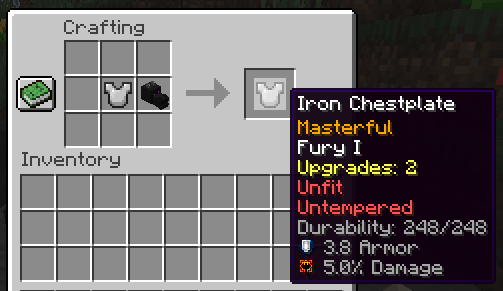 Crafting
Iron Chestplate
Masterful
Fury I
Upgrades: 2
Unfit
Untempered
Durability: 248/248
3.8 Armor
5.0% Damage
Inventory